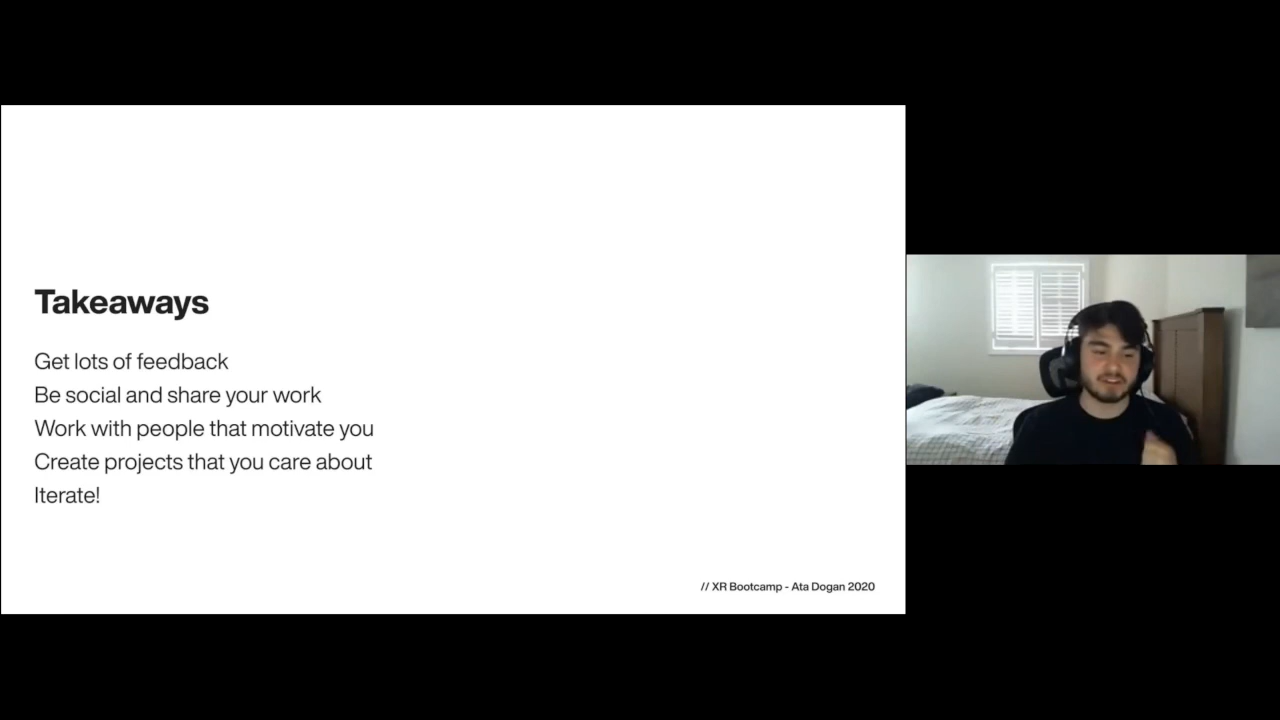 Takeaways
Get lots of feedback
Be social and share your work
Work with people that motivate you
Create projects that you care about
Iterate!
// XR Bootcamp - Ata Dogan 2020